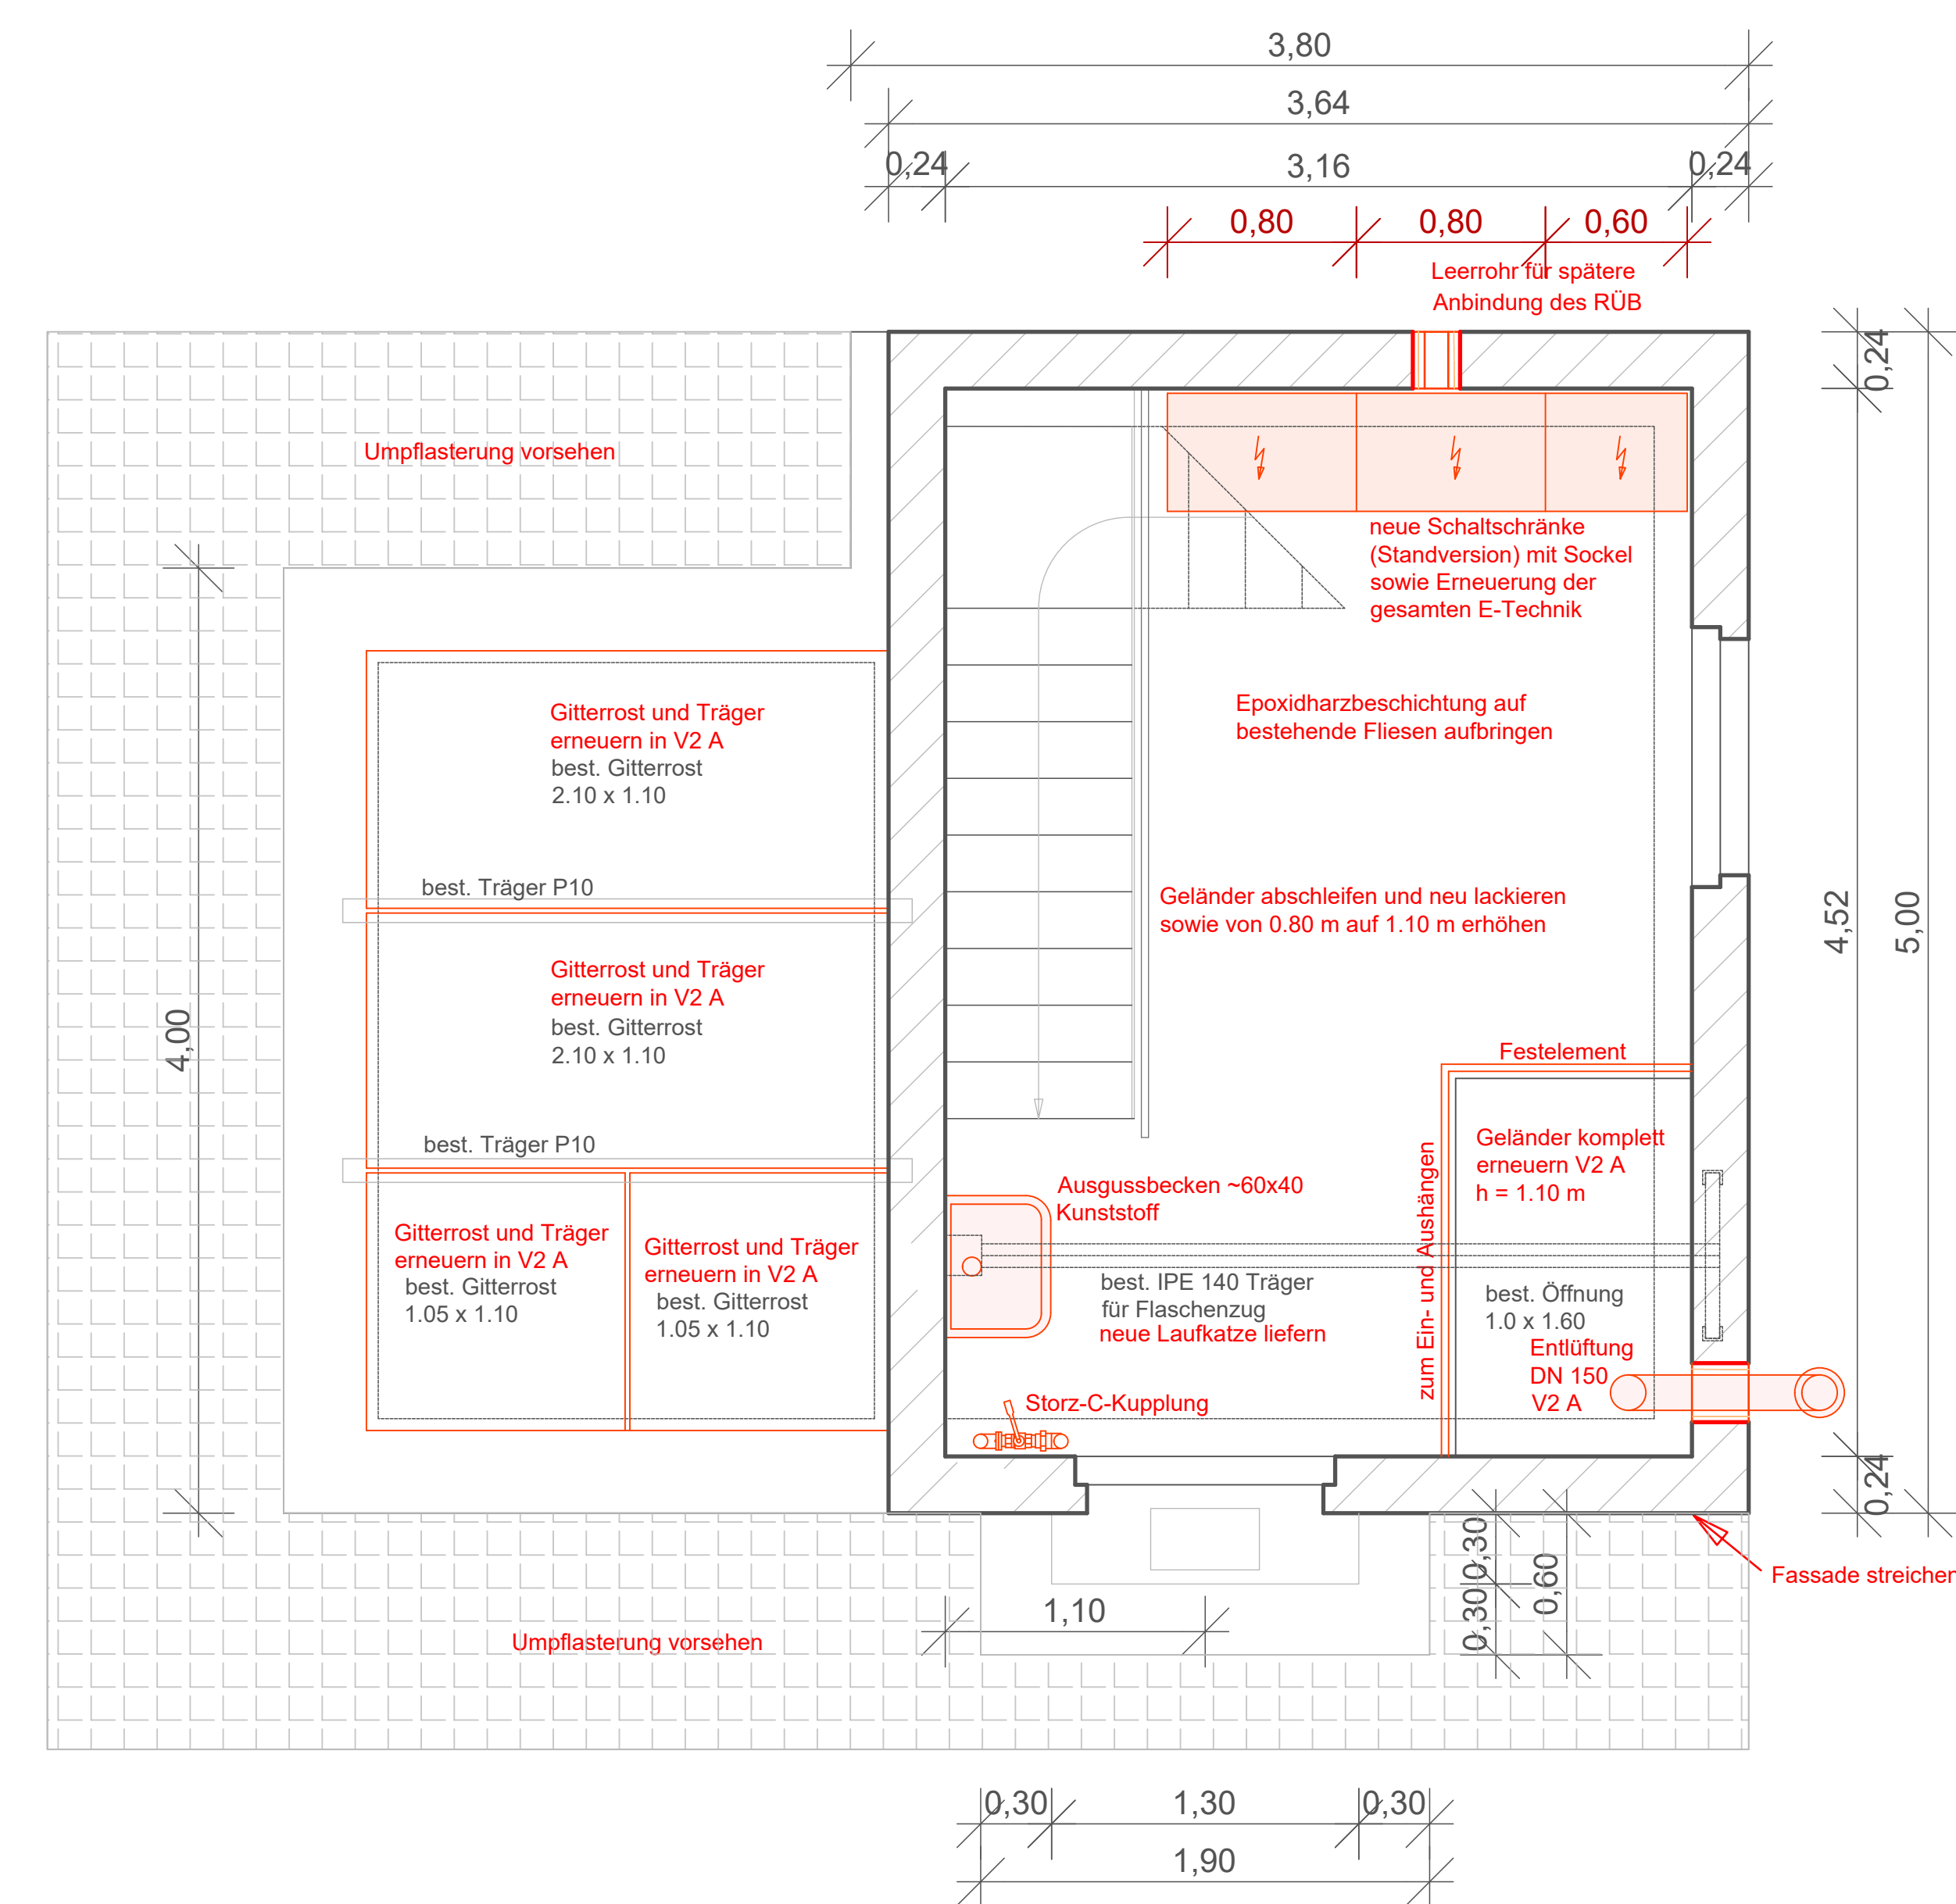 3,80
3,64
0,24
3,16
0,24
0,80
0,80
0,60
Leerrohr für spätere
Anbindung des RÜB
0,24
Umpflasterung vorsehen
neue Schaltschränke
(Standversion) mit Sockel
sowie Erneuerung der
gesamten E-Technik
Gitterrost und Träger
erneuern in V2 A
best. Gitterrost
2.10 x 1.10
Epoxidharzbeschichtung auf
bestehende Fliesen aufbringen
best. Träger P10
Geländer abschleifen und neu lackieren
sowie von 0.80 m auf 1.10 m erhöhen
4,52
5,00
4,00
Gitterrost und Träger
erneuern in V2 A
best. Gitterrost
2.10 x 1.10
Festelement
best. Träger P10
Geländer komplett
erneuern V2 A
h = 1.10 m
zum Ein- und Aushängen
Ausgussbecken ~60x40
Kunststoff
Gitterrost und Träger
erneuern in V2 A
best. Gitterrost
1.05 x 1.10
Gitterrost und Träger
erneuern in V2 A
best. Gitterrost
1.05 x 1.10
best. IPE 140 Träger
für Flaschenzug
neue Laufkatze liefern
best. Öffnung
1.0 x 1.60
Entlüftung
DN 150
V2 A
Storz-C-Kupplung
0,24
0,30
0,30
0,60
Fassade streichen
1,10
Umpflasterung vorsehen
0,30
1,30
0,30
1,90